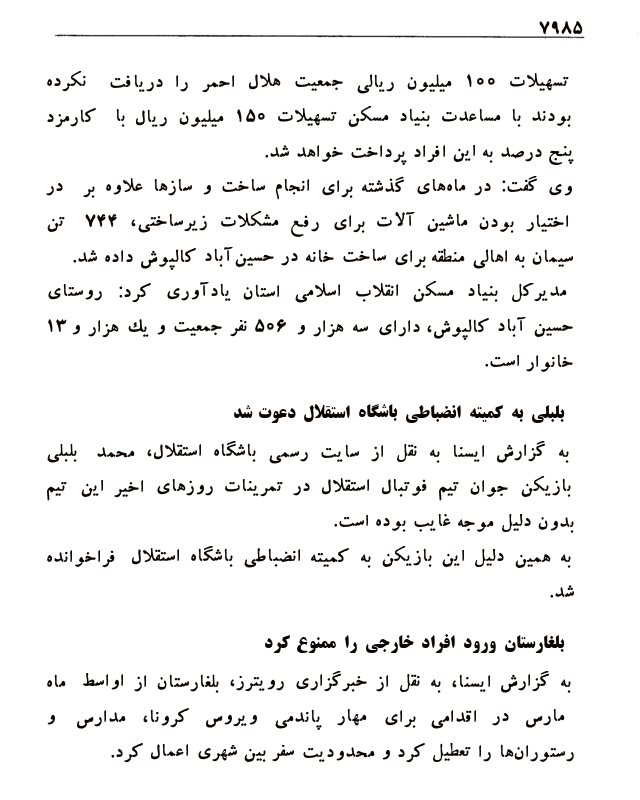 ۷۹۸۵
تسهیلات ۱۰۰ میلیون ریالی جمعیت هلال احمر را دریافت نکرده
بودند با مساعدت بنیاد مسکن تسهیلات ۱۵۰ میلیون ریال با کارمزد
پنج درصد به این افراد پرداخت خواهد شد.
وی گفت: در ماه‌های گذشته برای انجام ساخت و سازها علاوه بر در
اختیار بودن ماشین آلات برای رفع مشکلات زیرساختی، ۷۴۴ تن
سیمان به اهالی منطقه برای ساخت خانه در حسین‌آباد کالپوش داده شد.
مدیرکل بنیاد مسکن انقلاب اسلامی استان یادآوری کرد: روستای
حسین آباد کالپوش، دارای سه هزار و ۵۰۶ نفر جمعیت و یك هزار و ۱۳
خانوار است.
بلبلی به کمیته انضباطی باشگاه استقلال دعوت شد
به گزارش ایسنا به نقل از سایت رسمی باشگاه استقلال، محمد بلبلی
بازیکن جوان تیم فوتبال استقلال در تمرینات روزهای اخیر این تیم
بدون دلیل موجه غایب بوده است.
به همین دلیل این بازیکن به کمیته انضباطی باشگاه استقلال فراخوانده
شد.
بلغارستان ورود افراد خارجی را ممنوع کرد
به گزارش ایسنا، به نقل از خبرگزاری رویترز، بلغارستان از اواسط ماه
مارس در اقدامی برای مهار پاندمی ویروس کرونا، مدارس و
رستوران‌ها را تعطیل کرد و محدودیت سفر بین شهری اعمال کرد.